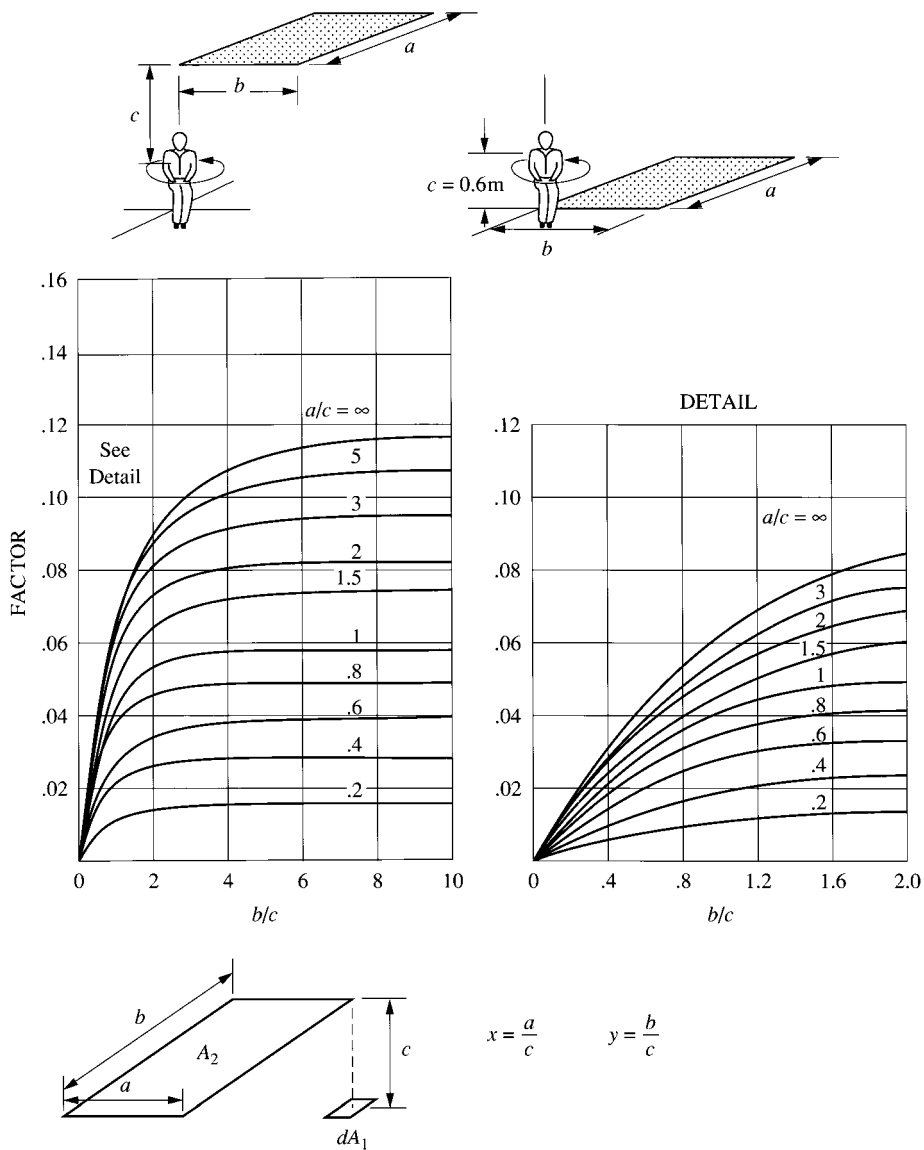 a
b
c
c = 0.6m
a
b
.16
.14
.12
.10
.08
.06
.04
.02
FACTOR
See
Detail
a/c = ∞
5
3
2
1.5
1
.8
.6
.4
.2
0 2 4 6 8 10
b/c
DETAIL
.12
.10
.08
.06
.04
.02
a/c = ∞
3
2
1.5
1
.8
.6
.4
.2
0 .4 .8 1.2 1.6 2.0
b/c
b
A2
a
c
dA1
x = a/c y = b/c